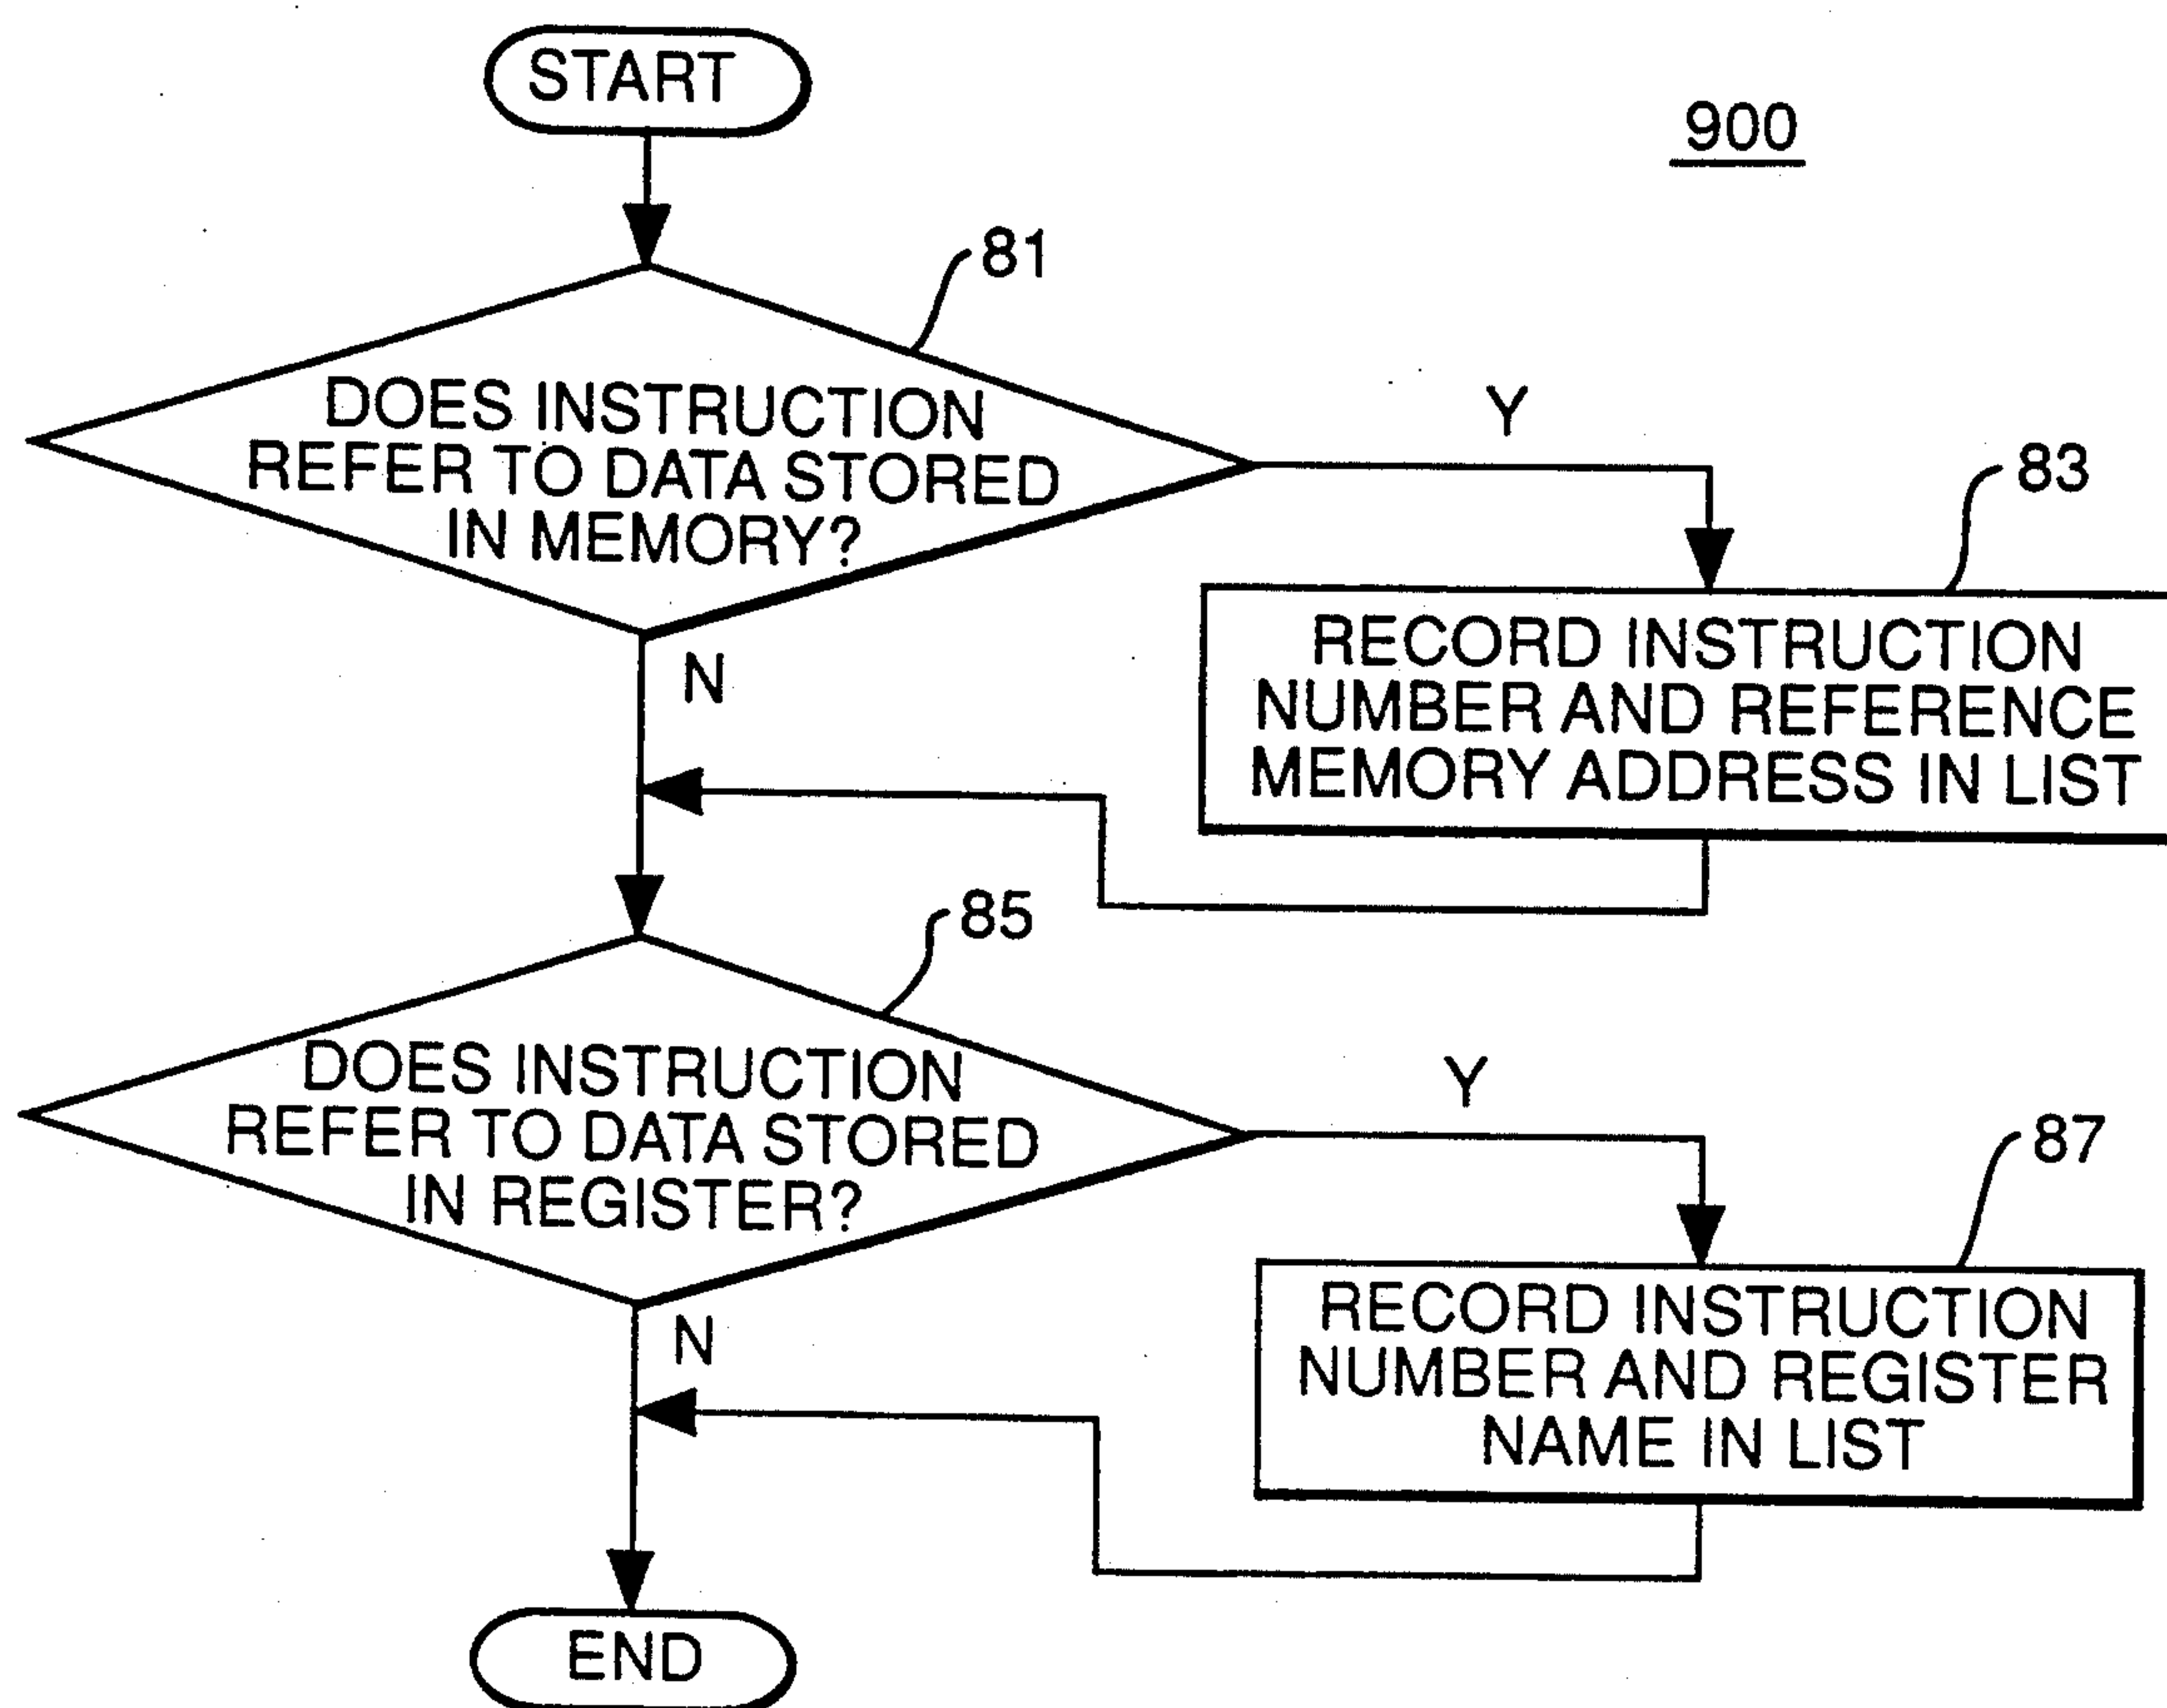 START
900
81
DOES INSTRUCTION
REFER TO DATA STORED
IN MEMORY?
Y
83
RECORD INSTRUCTION
NUMBER AND REFERENCE
MEMORY ADDRESS IN LIST
N
85
DOES INSTRUCTION
REFER TO DATA STORED
IN REGISTER?
Y
87
RECORD INSTRUCTION
NUMBER AND REGISTER
NAME IN LIST
N
END